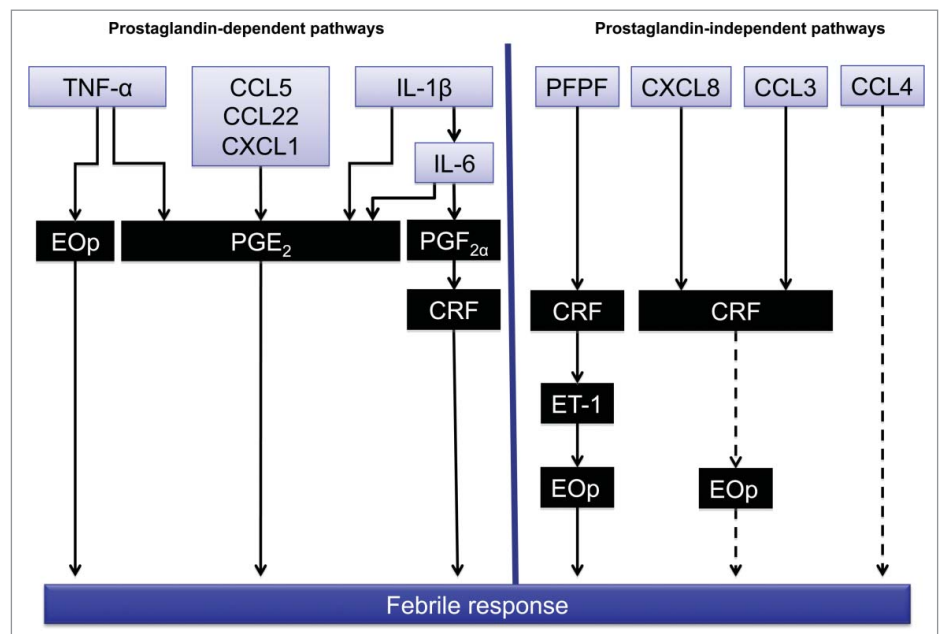 Prostaglandin-dependent pathways
Prostaglandin-independent pathways
TNF-α
CCL5
CCL22
CXCL1
IL-1β
IL-6
PFPF
CXCL8
CCL3
CCL4
EOp
PGE₂
PGF₂α
CRF
CRF
CRF
ET-1
EOp
EOp
Febrile response